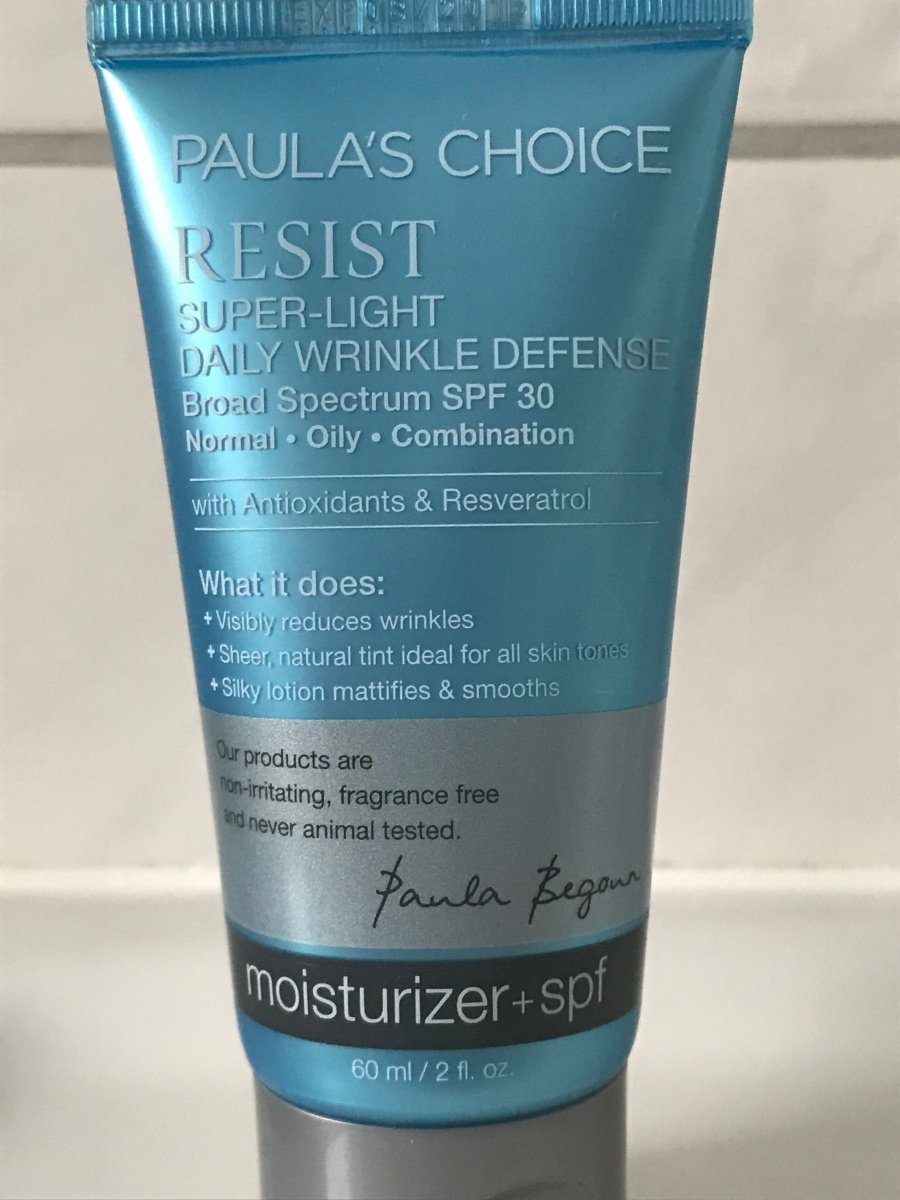 PAULA'S CHOICE
RESIST
SUPER-LIGHT
DAILY WRINKLE DEFENSE
Broad Spectrum SPF 30
Normal • Oily • Combination
with Antioxidants & Resveratrol
What it does:
+ Visibly reduces wrinkles
+ Sheer, natural tint ideal for all skin tones
+ Silky lotion mattifies & smooths
Our products are
non-irritating, fragrance free
and never animal tested.
Paula Begoun
moisturizer+spf
60 ml / 2 fl. oz.